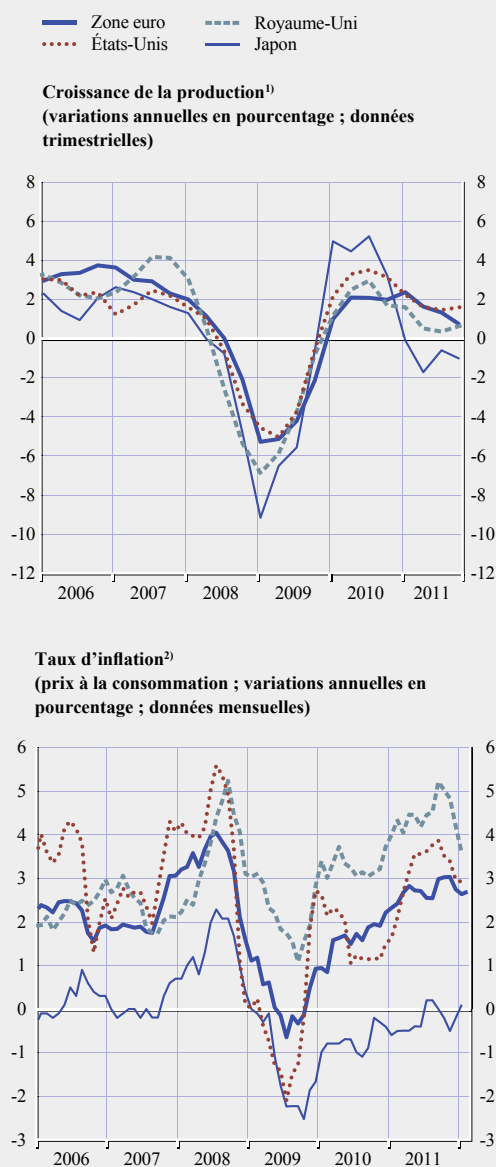 Zone euro
Royaume-Uni
États-Unis
Japon
Croissance de la production1)
(variations annuelles en pourcentage ; données
trimestrielles)
8 8
6 6
4 4
2 2
0 0
-2 -2
-4 -4
-6 -6
-8 -8
-10 -10
-12 -12
2006 2007 2008 2009 2010 2011
Taux d’inflation2)
(prix à la consommation ; variations annuelles en
pourcentage ; données mensuelles)
6 6
5 5
4 4
3 3
2 2
1 1
0 0
-1 -1
-2 -2
-3 -3
2006 2007 2008 2009 2010 2011